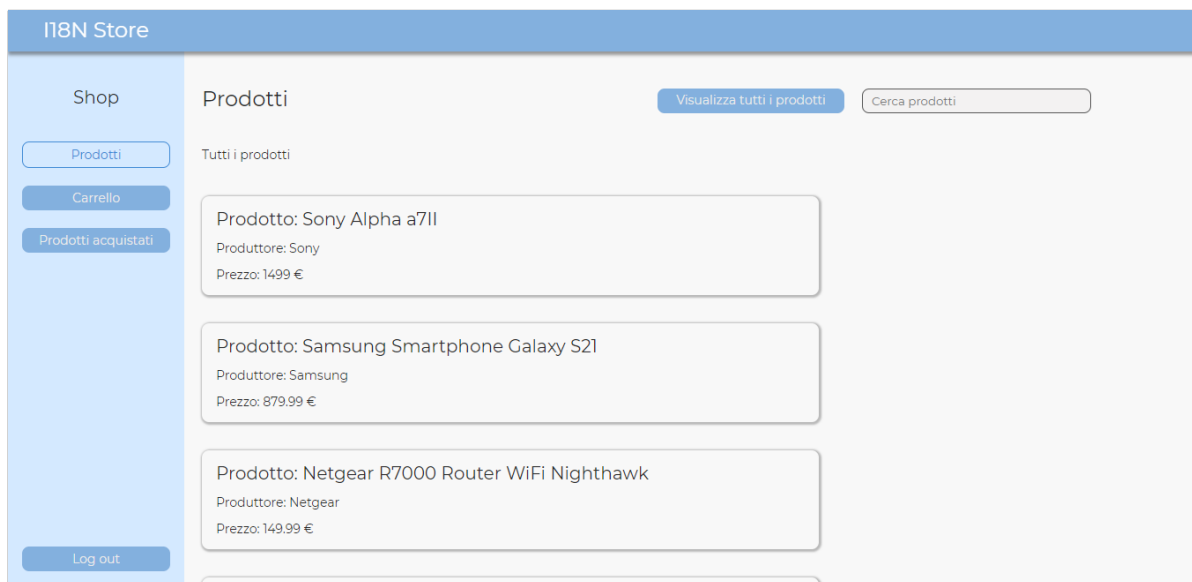 I18N Store
Shop
Prodotti
Carrello
Prodotti acquistati
Log out
Prodotti
Visualizza tutti i prodotti
Cerca prodotti
Tutti i prodotti
Prodotto: Sony Alpha a7II
Produttore: Sony
Prezzo: 1499 €
Prodotto: Samsung Smartphone Galaxy S21
Produttore: Samsung
Prezzo: 879.99 €
Prodotto: Netgear R7000 Router WiFi Nighthawk
Produttore: Netgear
Prezzo: 149.99 €